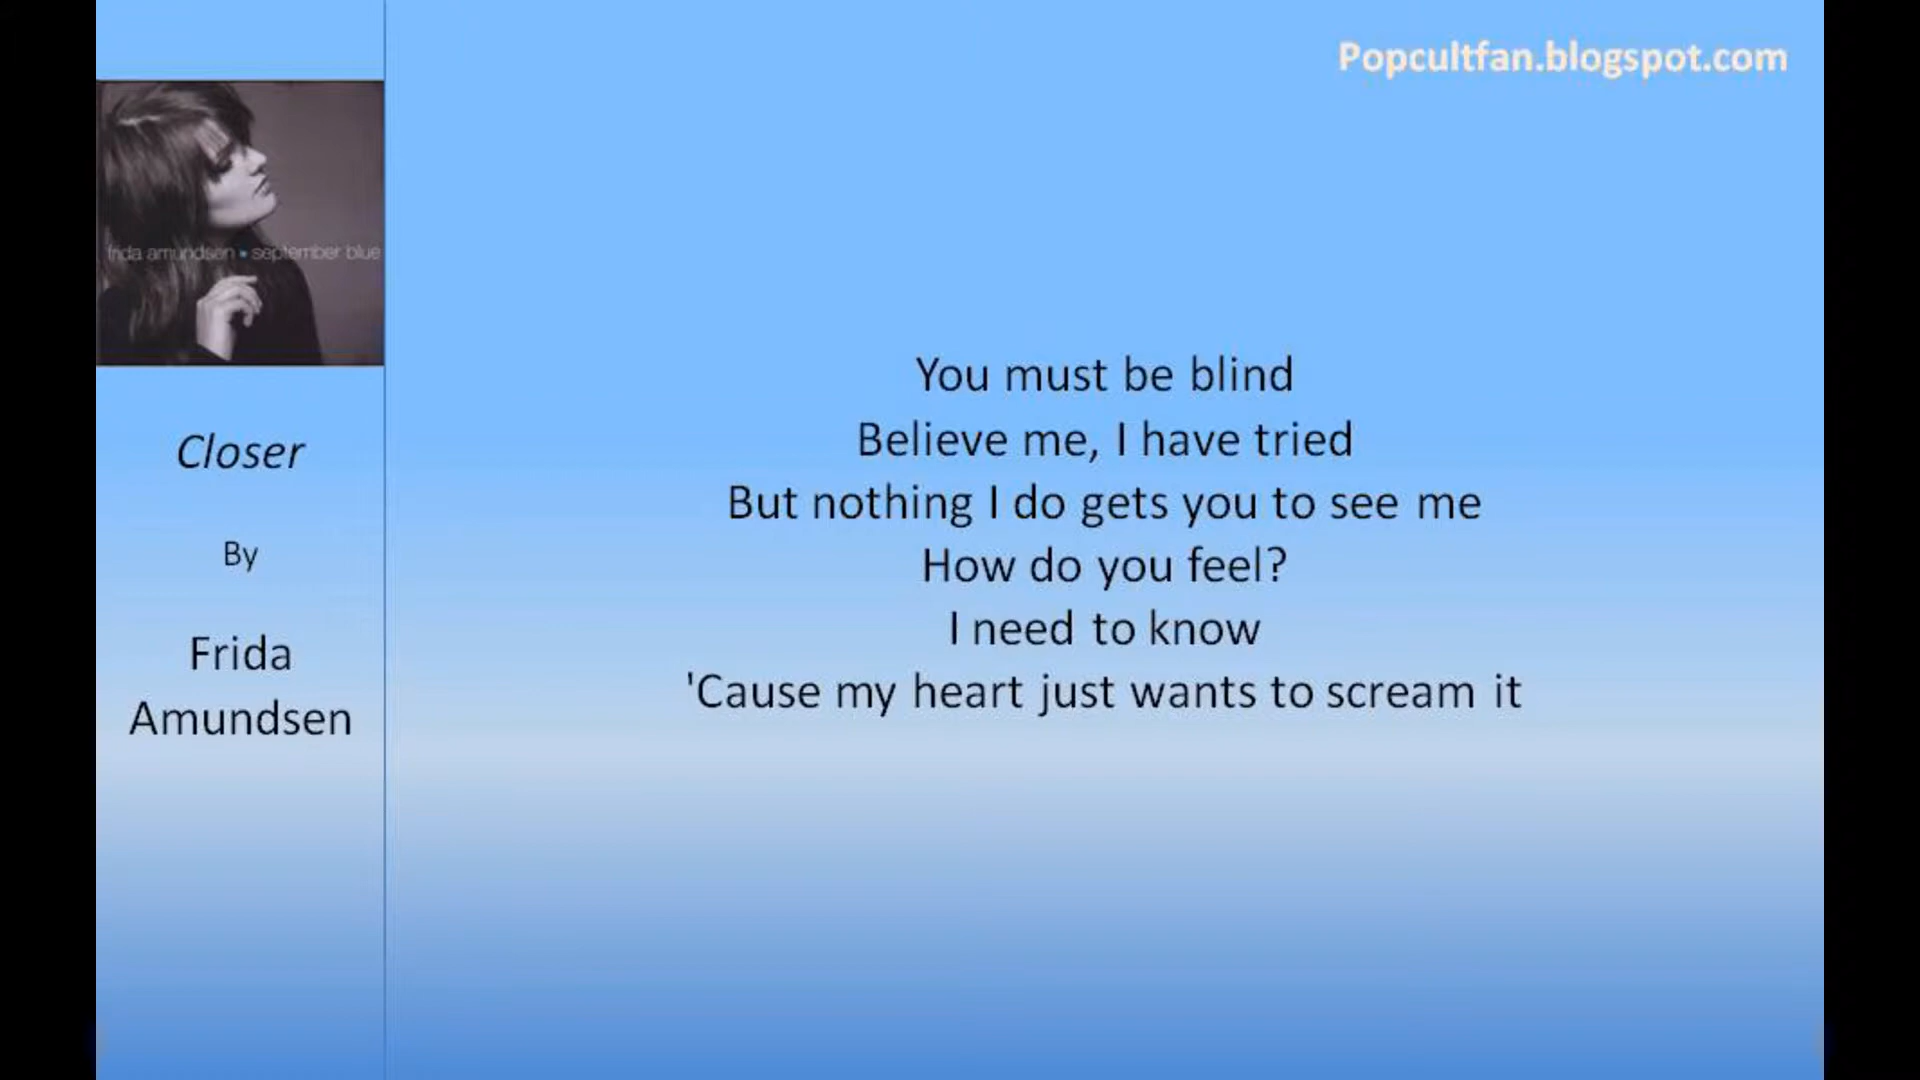 Popcultfan.blogspot.com
frida amundsen • september blue
Closer
By
Frida
Amundsen
You must be blind
Believe me, I have tried
But nothing I do gets you to see me
How do you feel?
I need to know
'Cause my heart just wants to scream it